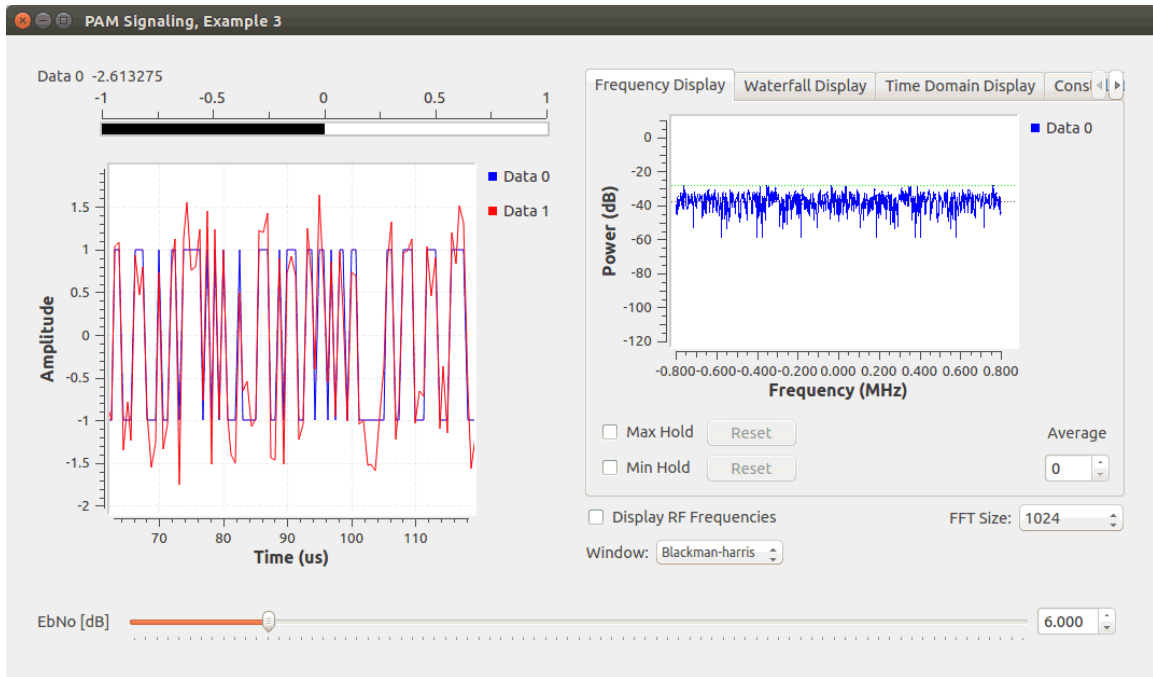 PAM Signaling, Example 3
Data 0 -2.613275
-1 -0.5 0 0.5 1
Amplitude
1.5
1
0.5
0
-0.5
-1
-1.5
-2
70 80 90 100 110
Time (us)
Data 0
Data 1
Frequency Display Waterfall Display Time Domain Display
Power (dB)
0
-20
-40
-60
-80
-100
-120
-0.800 -0.600 -0.400 -0.200 0.000 0.200 0.400 0.600 0.800
Frequency (MHz)
Data 0
Max Hold Reset Average
Min Hold Reset 0
Display RF Frequencies FFT Size: 1024
Window: Blackman-harris
EbNo [dB] 6.000